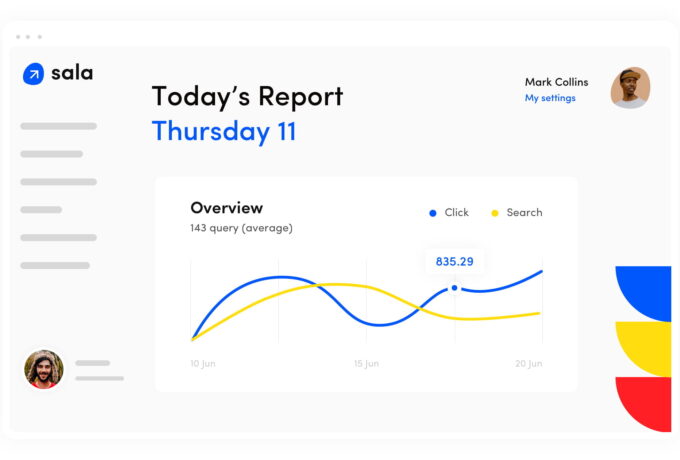 sala
Today’s Report
Thursday 11
Mark Collins
My settings
Overview
143 query (average)
Click
Search
835.29
10 Jun
15 Jun
20 Jun